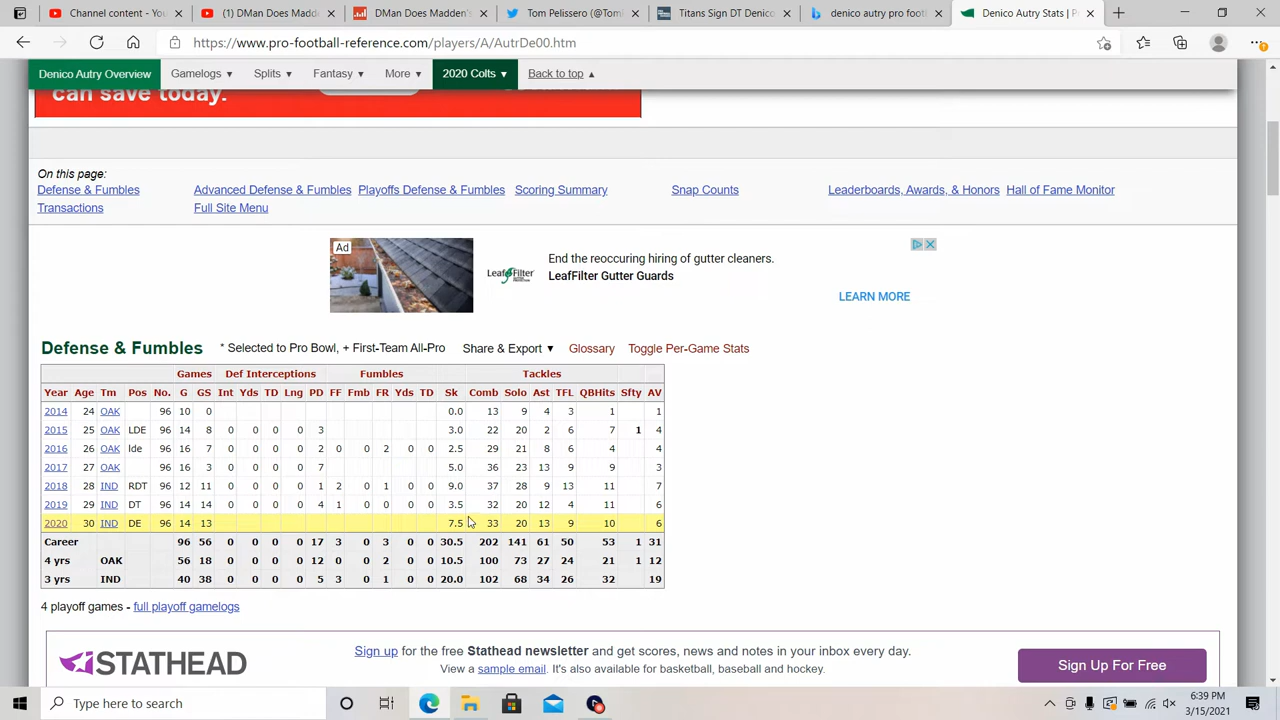 content - You
(2) DMan Does Madde
DMan Does Madden's
Tom Pelissero (@Tom
Titans Sign DT Denico
denico autry pro footb
Denico Autry Stats | P
https://www.pro-football-reference.com/players/A/AutrDe00.htm
Denico Autry Overview Gamelogs ▼ Splits ▼ Fantasy ▼ More ▼ 2020 Colts ▼ Back to top ▲
can save today.
On this page:
Defense & Fumbles Advanced Defense & Fumbles Playoffs Defense & Fumbles Scoring Summary Snap Counts Leaderboards, Awards, & Honors Hall of Fame Monitor
Transactions Full Site Menu
Ad
End the reoccuring hiring of gutter cleaners.
LeafFilter LeafFilter Gutter Guards
LEARN MORE
Defense & Fumbles * Selected to Pro Bowl, + First-Team All-Pro Share & Export ▼ Glossary Toggle Per-Game Stats
Games Def Interceptions Fumbles Tackles
Year Age Tm Pos No. G GS Int Yds TD Lng PD FF Fmb FR Yds TD Sk Comb Solo Ast TFL QBHits Sfty AV
2014 24 OAK 96 10 0 0.0 13 9 4 3 1 1
2015 25 OAK LDE 96 14 8 0 0 0 0 3 3.0 22 20 2 6 7 1 4
2016 26 OAK lde 96 16 7 0 0 0 0 2 0 0 2 0 0 2.5 29 21 8 6 4 4
2017 27 OAK 96 16 3 0 0 0 0 7 5.0 36 23 13 9 9 3
2018 28 IND RDT 96 12 11 0 0 0 0 1 2 0 1 0 0 9.0 37 28 9 13 11 7
2019 29 IND DT 96 14 14 0 0 0 0 4 1 0 0 0 0 3.5 32 20 12 4 11 6
2020 30 IND DE 96 14 13 7.5 33 20 13 9 10 6
Career 96 56 0 0 0 0 17 3 0 3 0 0 30.5 202 141 61 50 53 1 31
4 yrs OAK 56 18 0 0 0 0 12 0 0 2 0 0 10.5 100 73 27 24 21 1 12
3 yrs IND 40 38 0 0 0 0 5 3 0 1 0 0 20.0 102 68 34 26 32 19
4 playoff games - full playoff gamelogs
STATHEAD
Sign up for the free Stathead newsletter and get scores, news and notes in your inbox every day.
View a sample email. It's also available for basketball, baseball and hockey.
Sign Up For Free
Type here to search
6:39 PM
3/15/2021